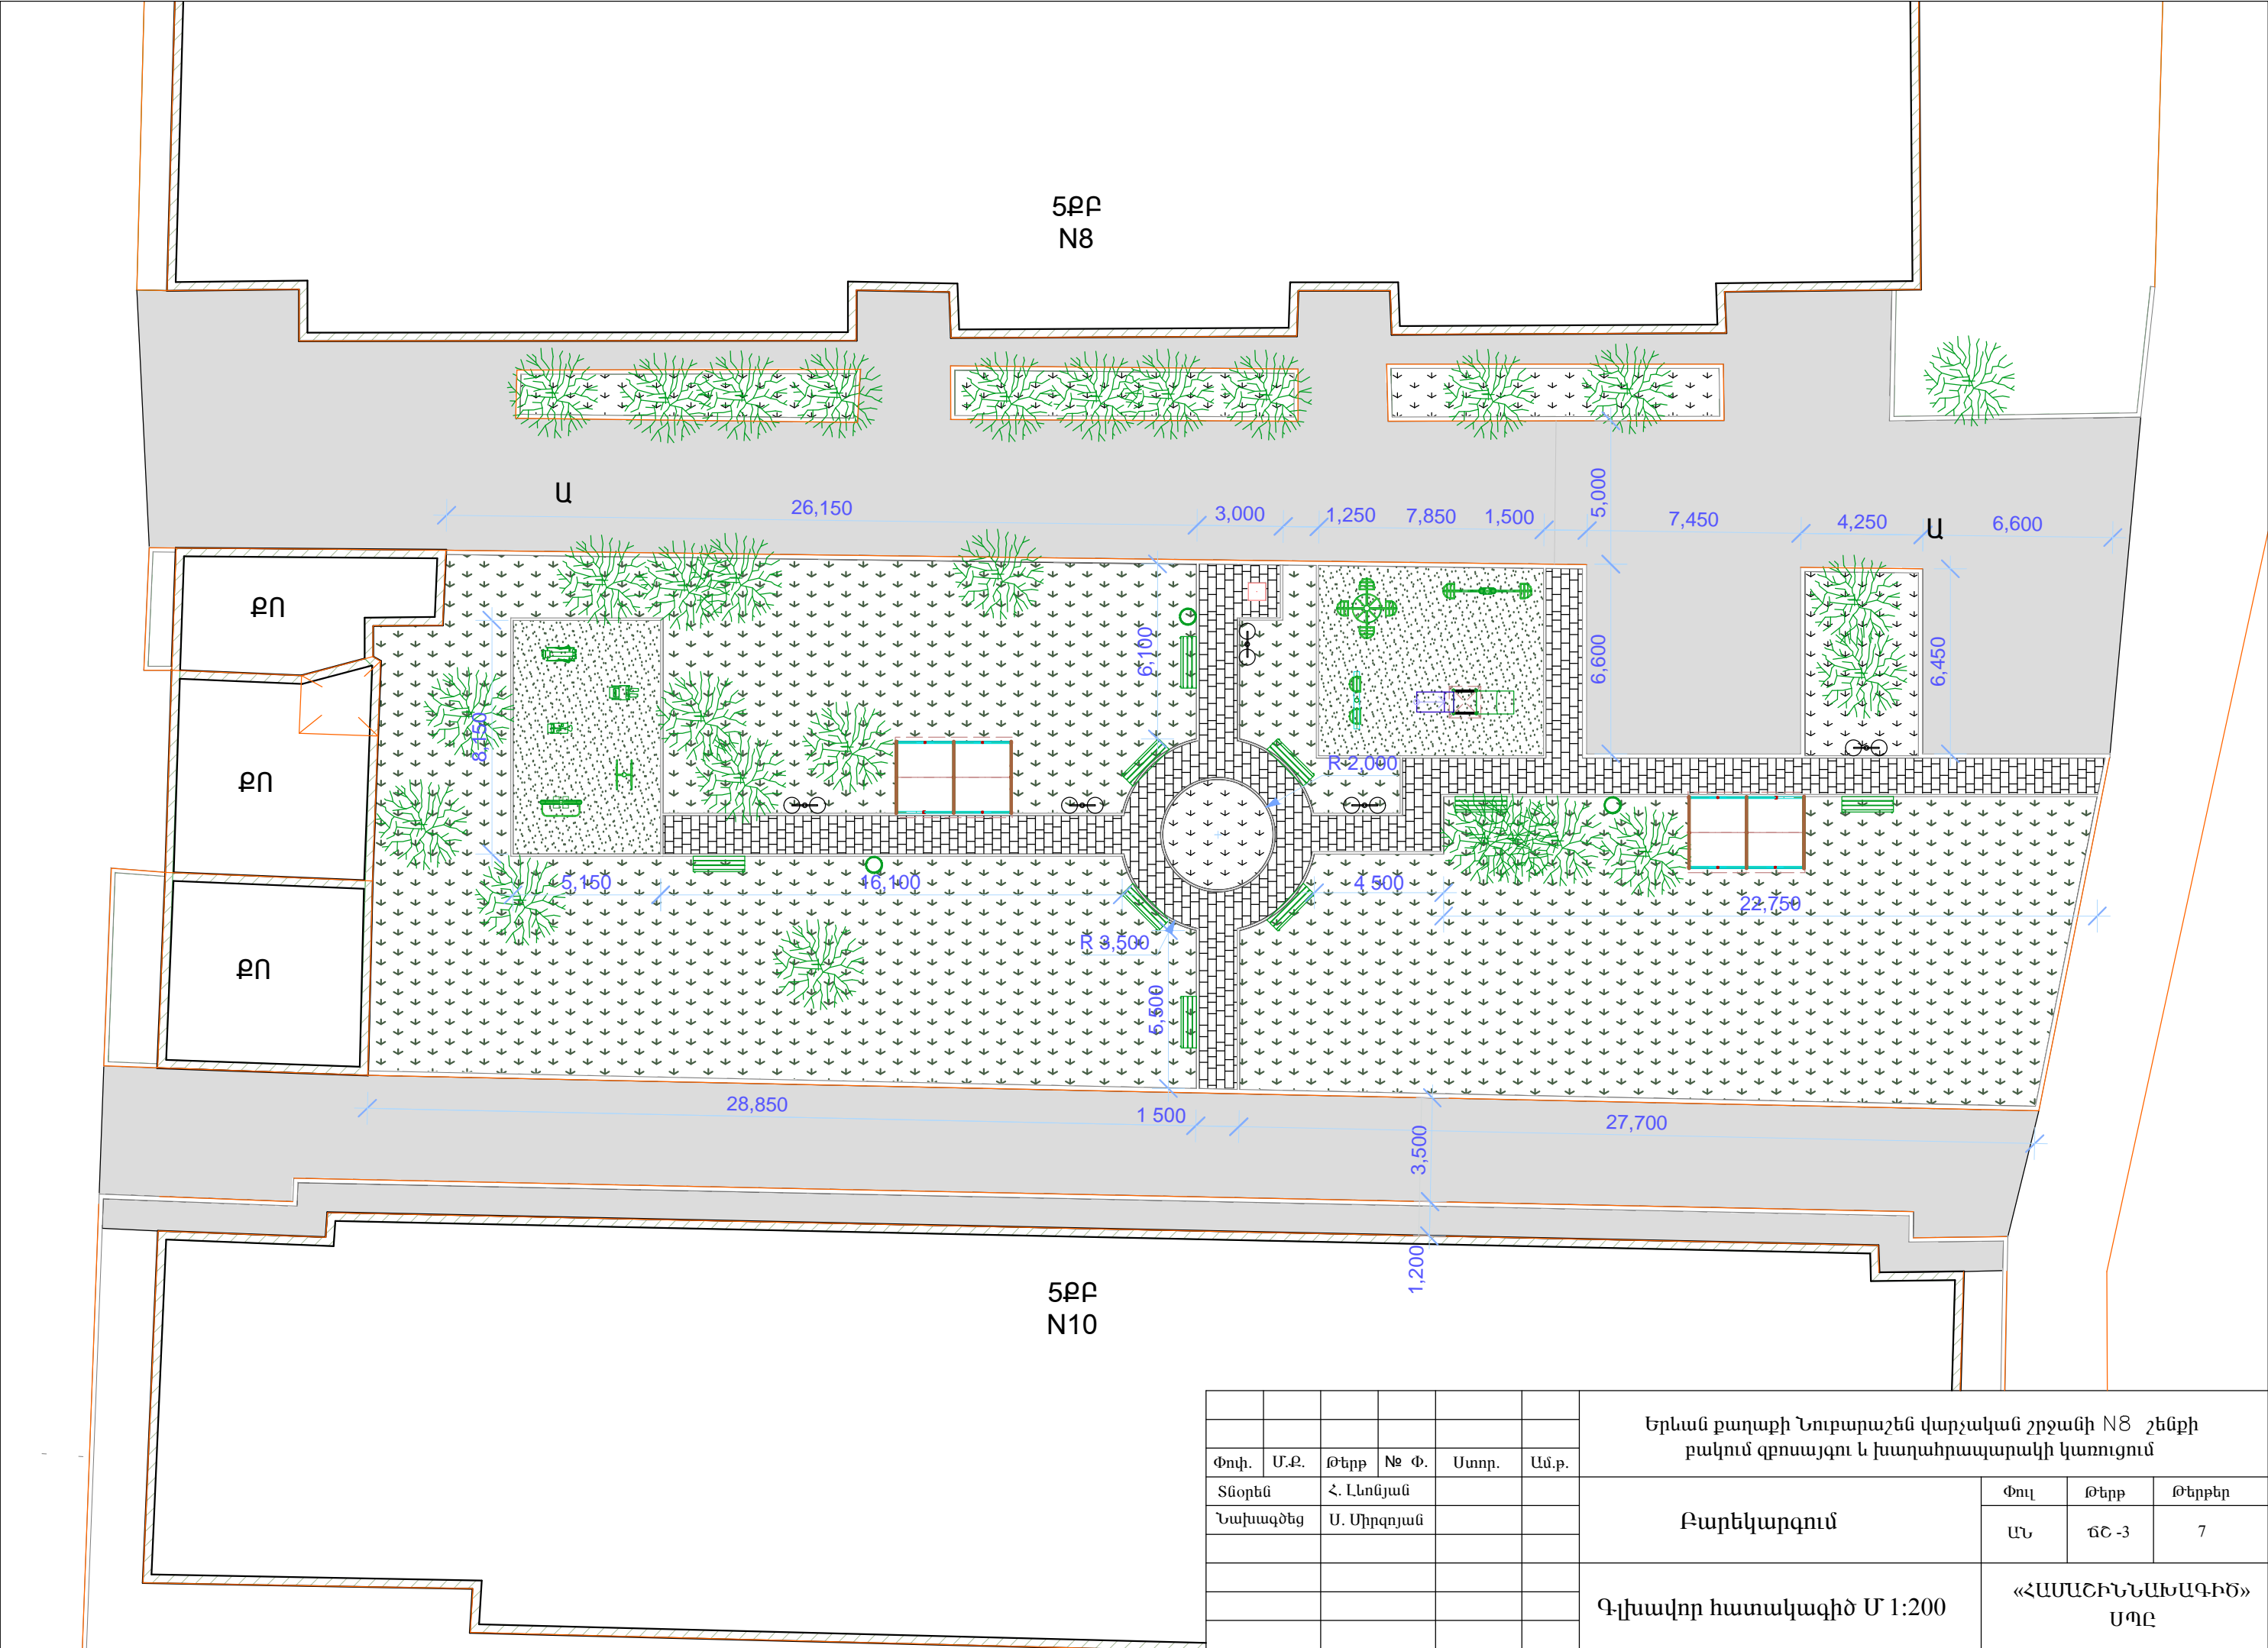 5ՔԲ
N8
Ա
26,150
3,000
1,250
7,850
1,500
5,000
7,450
4,250
Ա
6,600
ՔՈ
6,100
6,600
6,450
8,150
ՔՈ
R 2,000
5,150
16,100
4 500
22,750
R 3,500
ՔՈ
5,500
28,850
1 500
27,700
3,500
1,200
5ՔԲ
N10
Երևան քաղաքի Նուբարաշեն վարչական շրջանի N8 շենքի
բակում զբոսայգու և խաղահրապարակի կառուցում
Փոփ. Մ.Ք. Թերթ № Փ. Ստոր. Ամ.թ.
Տնօրեն Հ. Լևոնյան
Նախագծեց Ս. Միրզոյան
Բարեկարգում
Փուլ Թերթ Թերթեր
ԱՆ ՃՇ -3 7
Գլխավոր հատակագիծ Մ 1:200
«ՀԱՄԱՇԻՆՆԱԽԱԳԻԾ»
ՍՊԸ